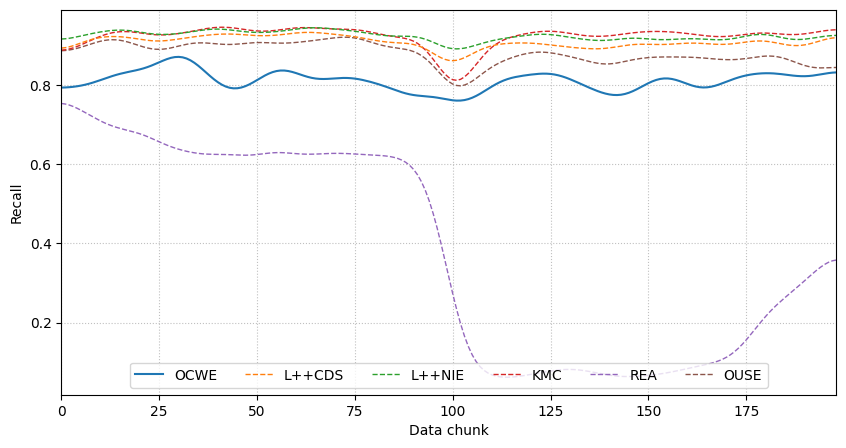 Recall
0.8
0.6
0.4
0.2
OCWE L++CDS L++NIE KMC REA OUSE
0 25 50 75 100 125 150 175
Data chunk